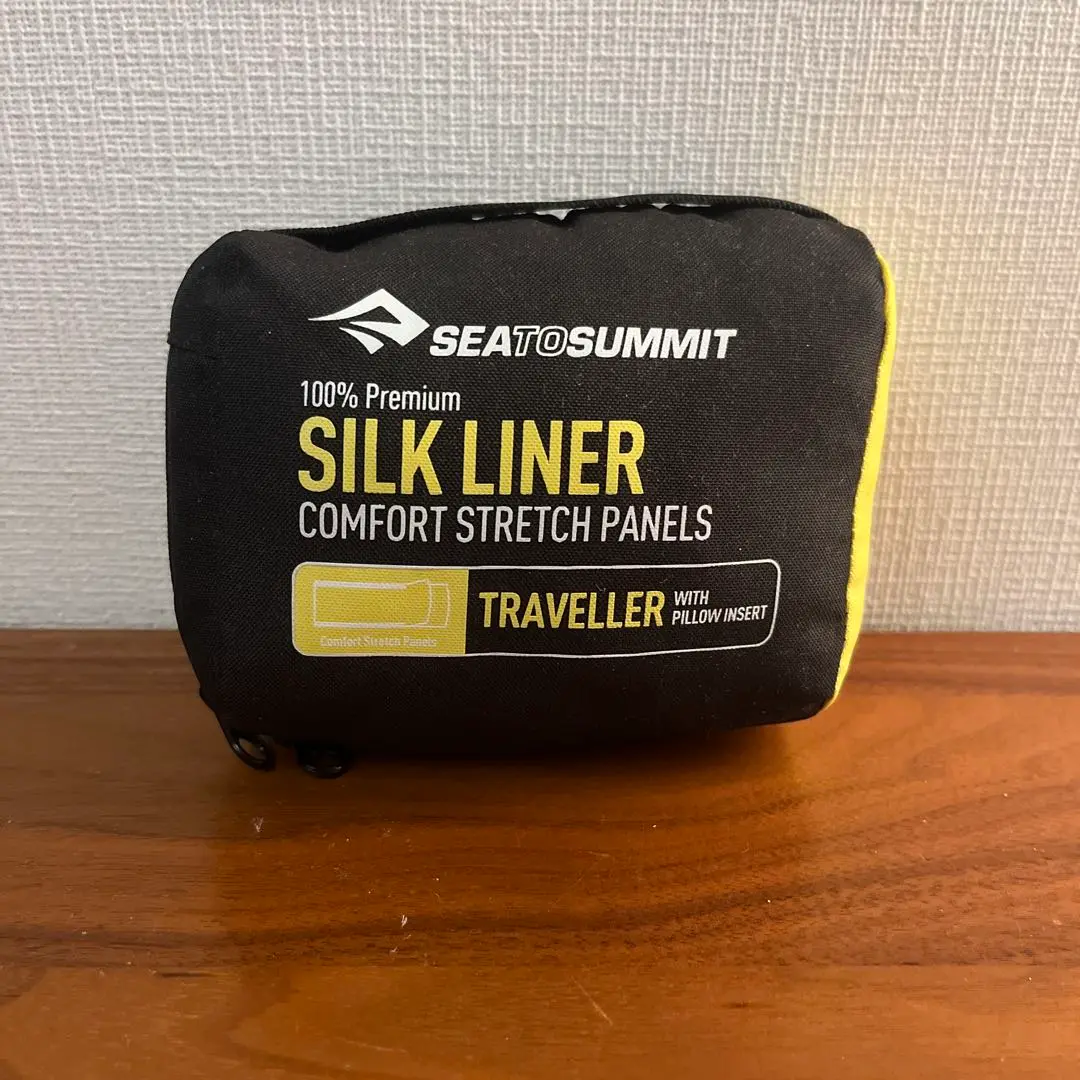 SEATOSUMMIT
100% Premium
SILK LINER
COMFORT STRETCH PANELS
Comfort Stretch Panels
TRAVELLER WITH
PILLOW INSERT